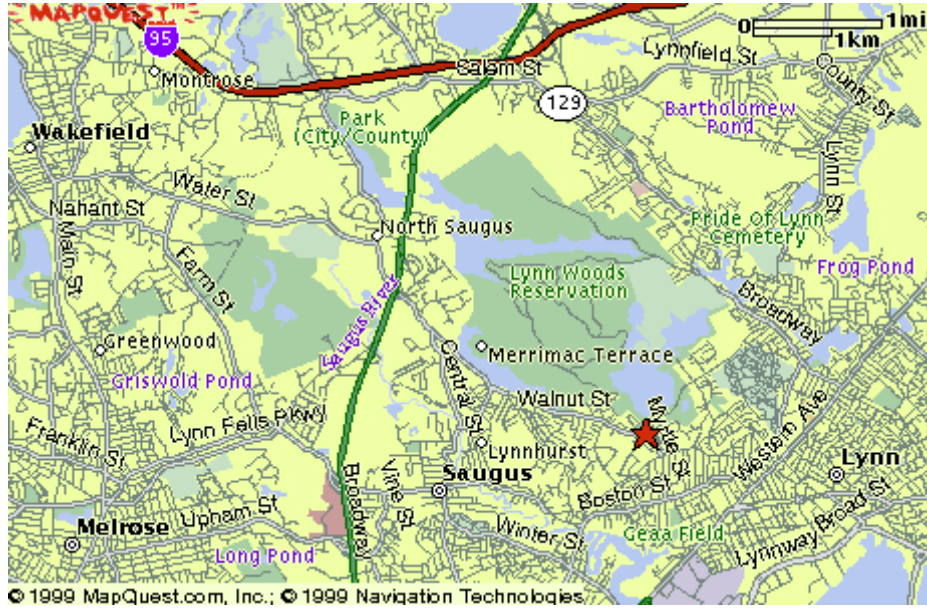 MAPQUEST
™
0
1mi
1km
95
Montrose
Salem St
Lynnfield St
County St
129
Park
(City/County)
Bartholomew
Pond
Wakefield
Lynn St
Water St
Nahant St
Main St
North Saugus
Pride Of Lynn
Cemetery
Farm St
Lynn Woods
Reservation
Frog Pond
Saugus River
Broadway
Greenwood
Merrimac Terrace
Griswold Pond
Central St
Walnut St
Myrtle St
Western Ave
Lynn Fells Pkwy
Franklin St
Lynnhurst
Lynn
Saugus
Vine St
Broadway
Boston St
Melrose
Upham St
Winter St
Geaa Field
Lynnway
Broad St
Long Pond
© 1999 MapQuest.com, Inc.; © 1999 Navigation Technologies